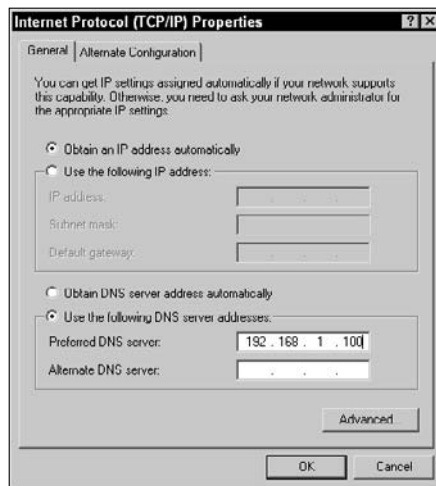 Internet Protocol (TCP/IP) Properties
General
Alternate Configuration
You can get IP settings assigned automatically if your network supports
this capability. Otherwise, you need to ask your network administrator for
the appropriate IP settings.
Obtain an IP address automatically
Use the following IP address:
IP address:
Subnet mask:
Default gateway:
Obtain DNS server address automatically
Use the following DNS server addresses:
Preferred DNS server: 192 . 168 . 1 . 100
Alternate DNS server: . . .
Advanced...
OK Cancel